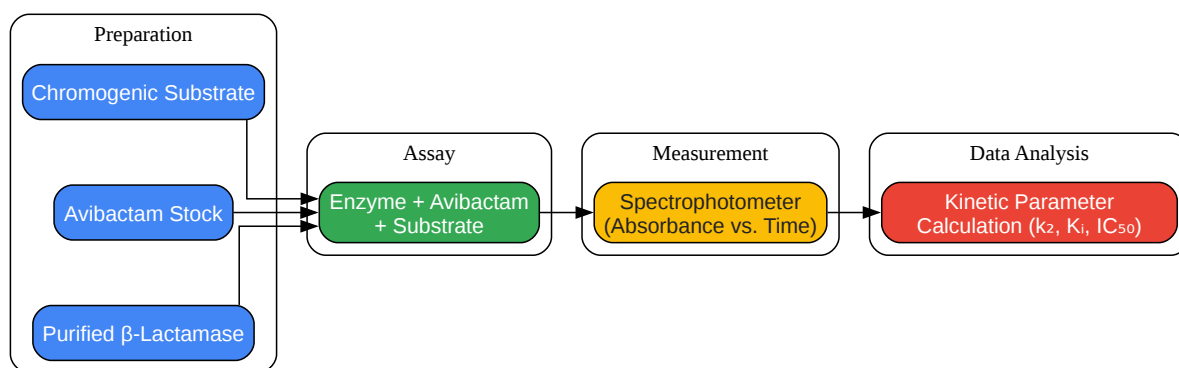 Preparation
Chromogenic Substrate
Avibactam Stock
Purified β-Lactamase
Assay
Enzyme + Avibactam
+ Substrate
Measurement
Spectrophotometer
(Absorbance vs. Time)
Data Analysis
Kinetic Parameter
Calculation (k₂, Kᵢ, IC₅₀)